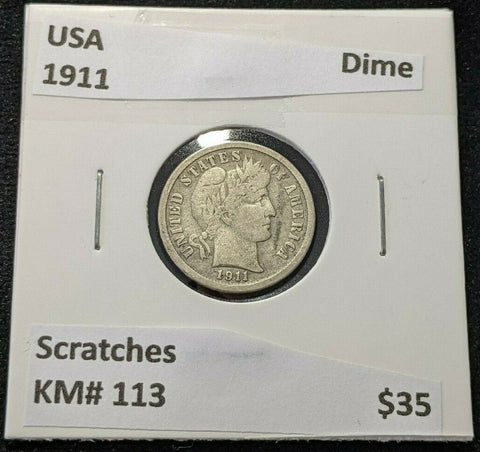 USA
1911
Dime
UNITED STATES OF AMERICA
1911
Scratches
KM# 113
$35